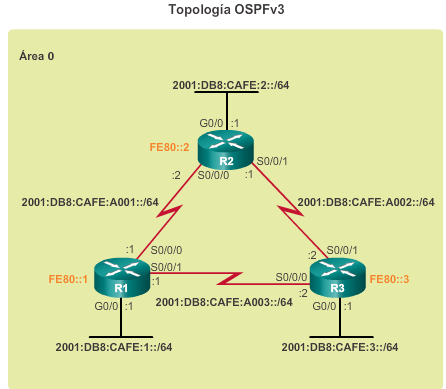 Topología OSPFv3
Área 0
2001:DB8:CAFE:2::/64
G0/0 :1
FE80::2
R2
:2 S0/0/0 :1 S0/0/1
2001:DB8:CAFE:A001::/64
2001:DB8:CAFE:A002::/64
:1 S0/0/0
:2 S0/0/1
FE80::1
R1
S0/0/1
:1
S0/0/0
:2
R3
FE80::3
2001:DB8:CAFE:A003::/64
G0/0 :1
G0/0 :1
2001:DB8:CAFE:1::/64
2001:DB8:CAFE:3::/64